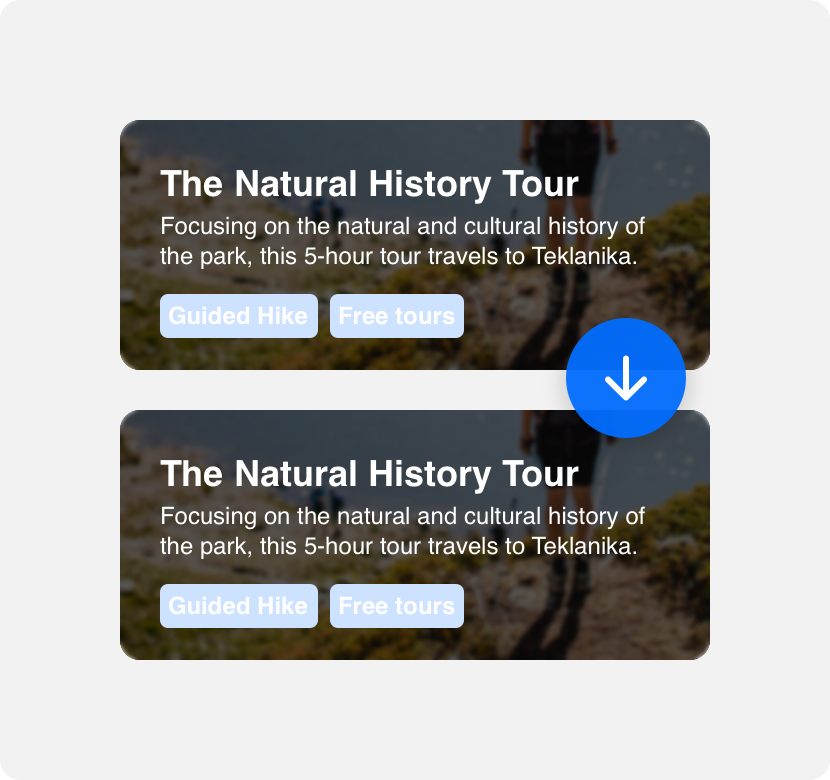 The Natural History Tour
Focusing on the natural and cultural history of
the park, this 5-hour tour travels to Teklanika.
Guided Hike Free tours
The Natural History Tour
Focusing on the natural and cultural history of
the park, this 5-hour tour travels to Teklanika.
Guided Hike Free tours